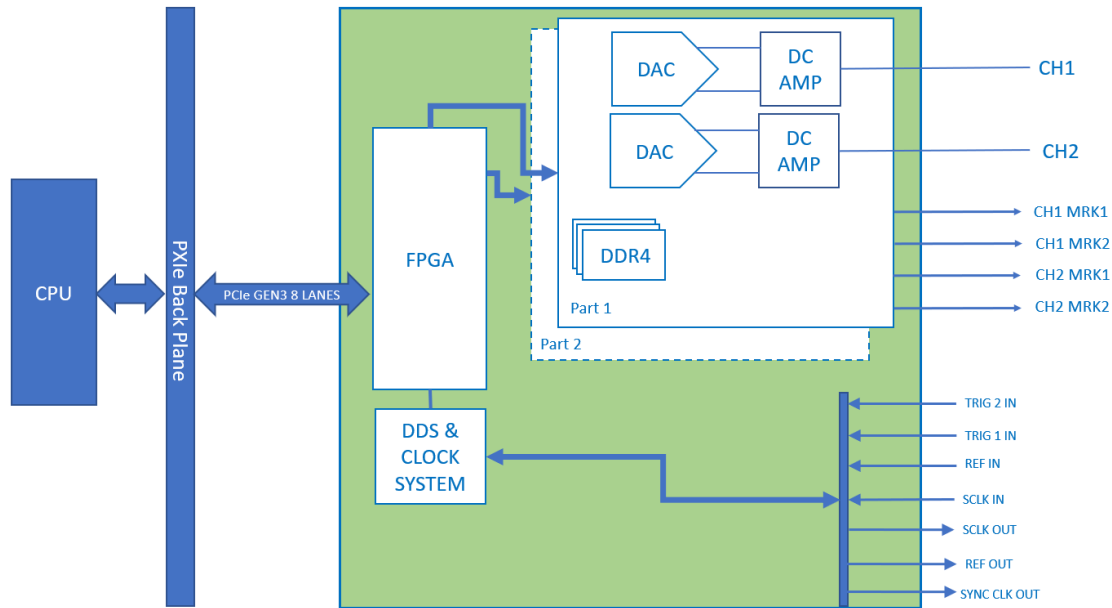 CPU
PXIe Back Plane
PCIe GEN3 8 LANES
FPGA
DDS &
CLOCK
SYSTEM
DAC
DC
AMP
DAC
DC
AMP
DDR4
Part 1
Part 2
CH1
CH2
CH1 MRK1
CH1 MRK2
CH2 MRK1
CH2 MRK2
TRIG 2 IN
TRIG 1 IN
REF IN
SCLK IN
SCLK OUT
REF OUT
SYNC CLK OUT